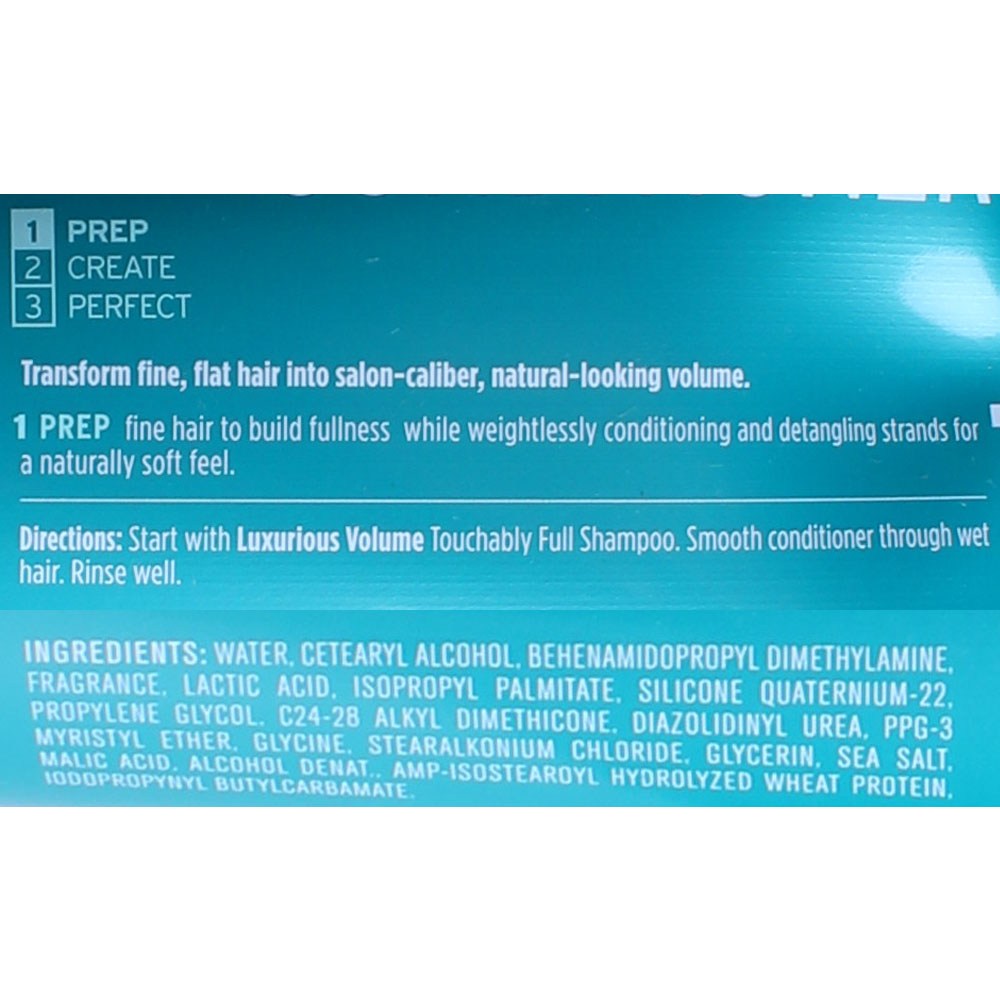 1 PREP
2 CREATE
3 PERFECT
Transform fine, flat hair into salon-caliber, natural-looking volume.
1 PREP fine hair to build fullness while weightlessly conditioning and detangling strands for
a naturally soft feel.
Directions: Start with Luxurious Volume Touchably Full Shampoo. Smooth conditioner through wet
hair. Rinse well.
INGREDIENTS: WATER, CETEARYL ALCOHOL, BEHENAMIDOPROPYL DIMETHYLAMINE,
FRAGRANCE, LACTIC ACID, ISOPROPYL PALMITATE, SILICONE QUATERNIUM-22,
PROPYLENE GLYCOL, C24-28 ALKYL DIMETHICONE, DIAZOLIDINYL UREA, PPG-3
MYRISTYL ETHER, GLYCINE, STEARALKONIUM CHLORIDE, GLYCERIN, SEA SALT,
MALIC ACID, ALCOHOL DENAT., AMP-ISOSTEAROYL HYDROLYZED WHEAT PROTEIN,
IODOPROPYNYL BUTYLCARBAMATE.